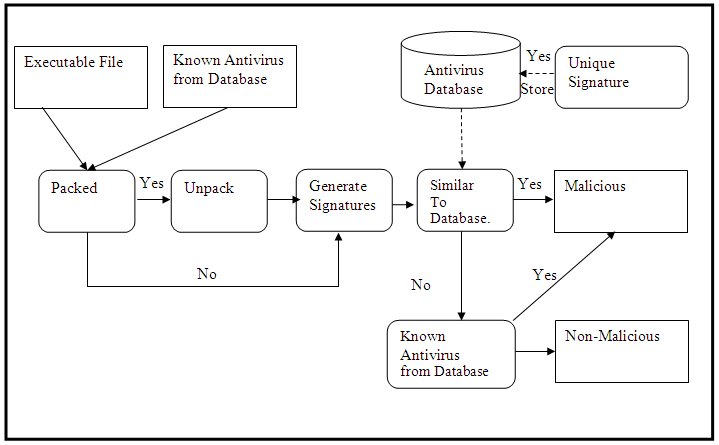 Executable File
Known Antivirus
from Database
Antivirus
Database
Yes
Store
Unique
Signature
Packed
Yes
Unpack
Generate
Signatures
Similar
To
Database.
Yes
Malicious
No
No
Yes
Known
Antivirus
from Database
Non-Malicious